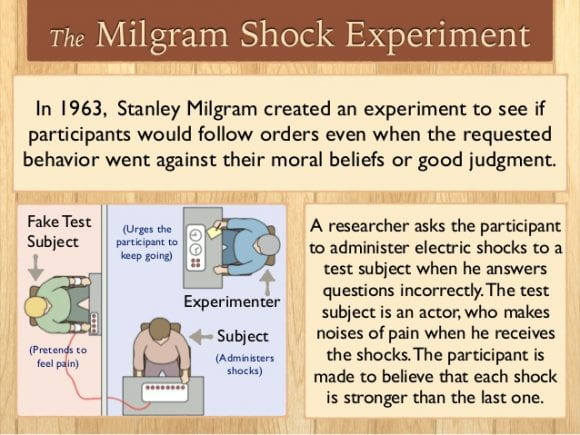 The Milgram Shock Experiment
In 1963, Stanley Milgram created an experiment to see if
participants would follow orders even when the requested
behavior went against their moral beliefs or good judgment.
Fake Test
Subject
(Urges the
participant to
keep going)
Experimenter
(Pretends to
feel pain)
Subject
(Administers
shocks)
A researcher asks the participant
to administer electric shocks to a
test subject when he answers
questions incorrectly. The test
subject is an actor, who makes
noises of pain when he receives
the shocks. The participant is
made to believe that each shock
is stronger than the last one.